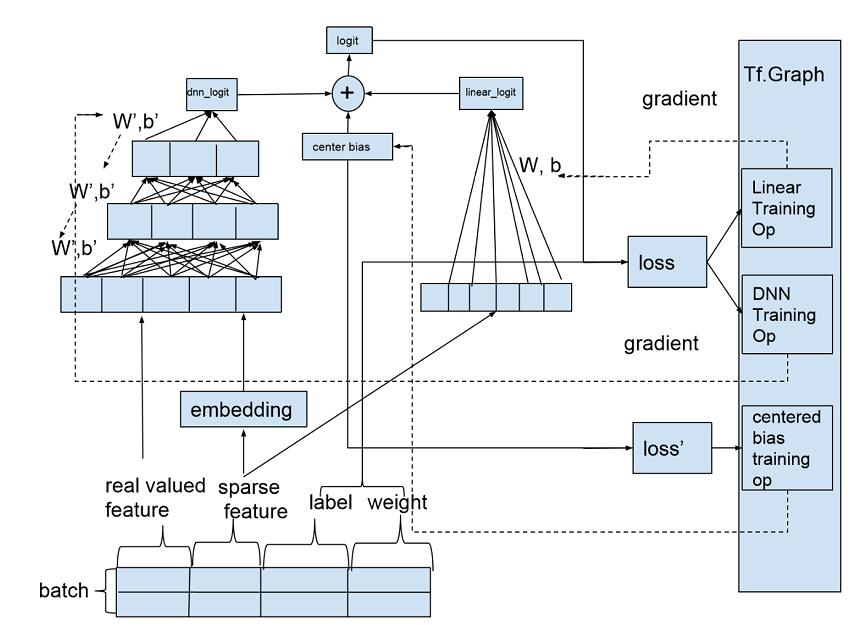 logit
Tf.Graph
dnn_logit
+
linear_logit
gradient
W',b'
center bias
W, b
W',b'
Linear
Training
Op
W',b'
loss
DNN
Training
Op
gradient
embedding
centered
bias
training
op
loss'
real valued
feature
sparse
feature
label
weight
batch